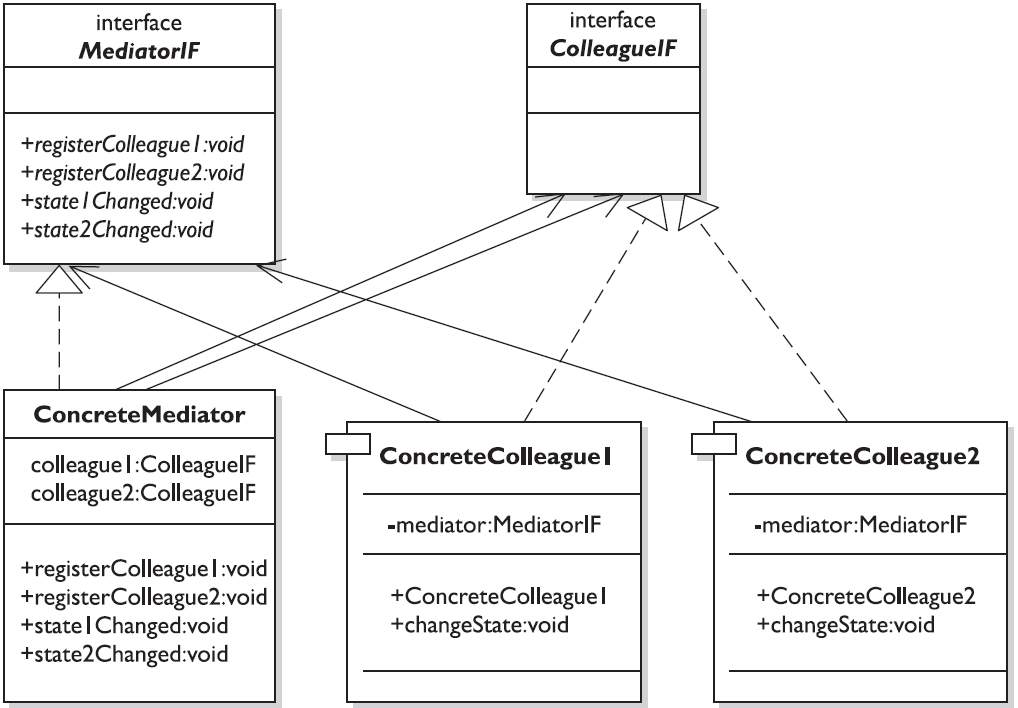 interface
MediatorIF
+registerColleague1:void
+registerColleague2:void
+state1Changed:void
+state2Changed:void
interface
ColleagueIF
ConcreteMediator
colleague1:ColleagueIF
colleague2:ColleagueIF
+registerColleague1:void
+registerColleague2:void
+state1Changed:void
+state2Changed:void
ConcreteColleague1
-mediator:MediatorIF
+ConcreteColleague1
+changeState:void
ConcreteColleague2
-mediator:MediatorIF
+ConcreteColleague2
+changeState:void